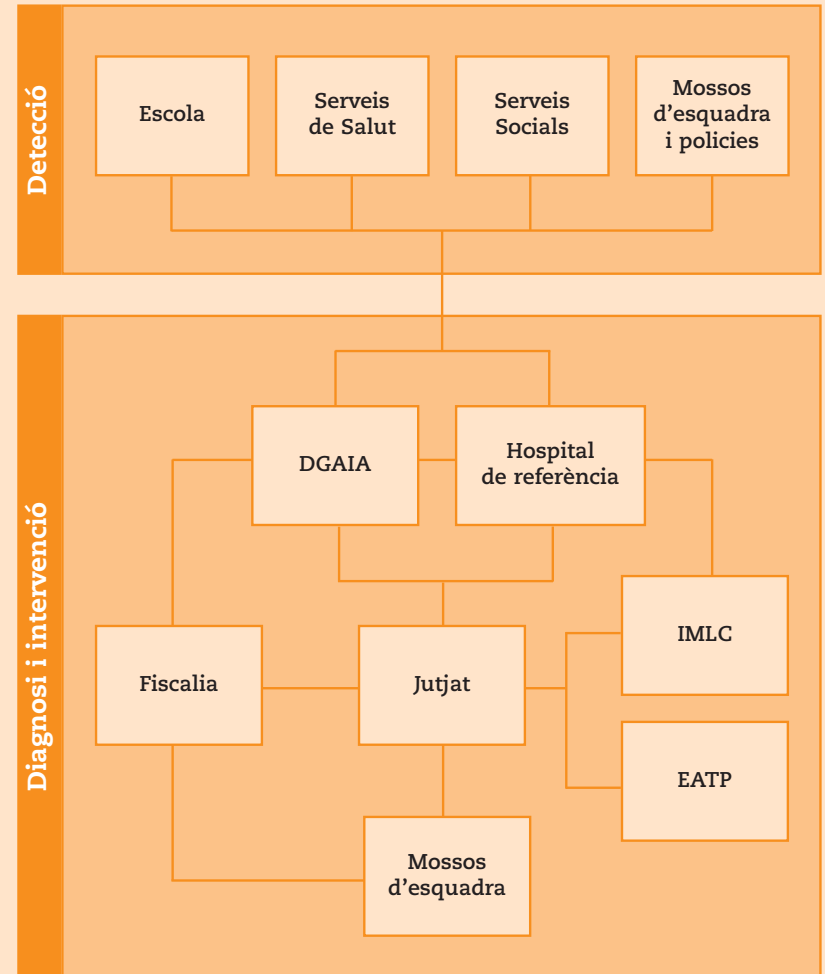 Detecció
Escola
Serveis
de Salut
Serveis
Socials
Mossos
d'esquadra
i policies
Diagnosi i intervenció
DGAIA
Hospital
de referència
Fiscalia
Jutjat
IMLC
EATP
Mossos
d'esquadra